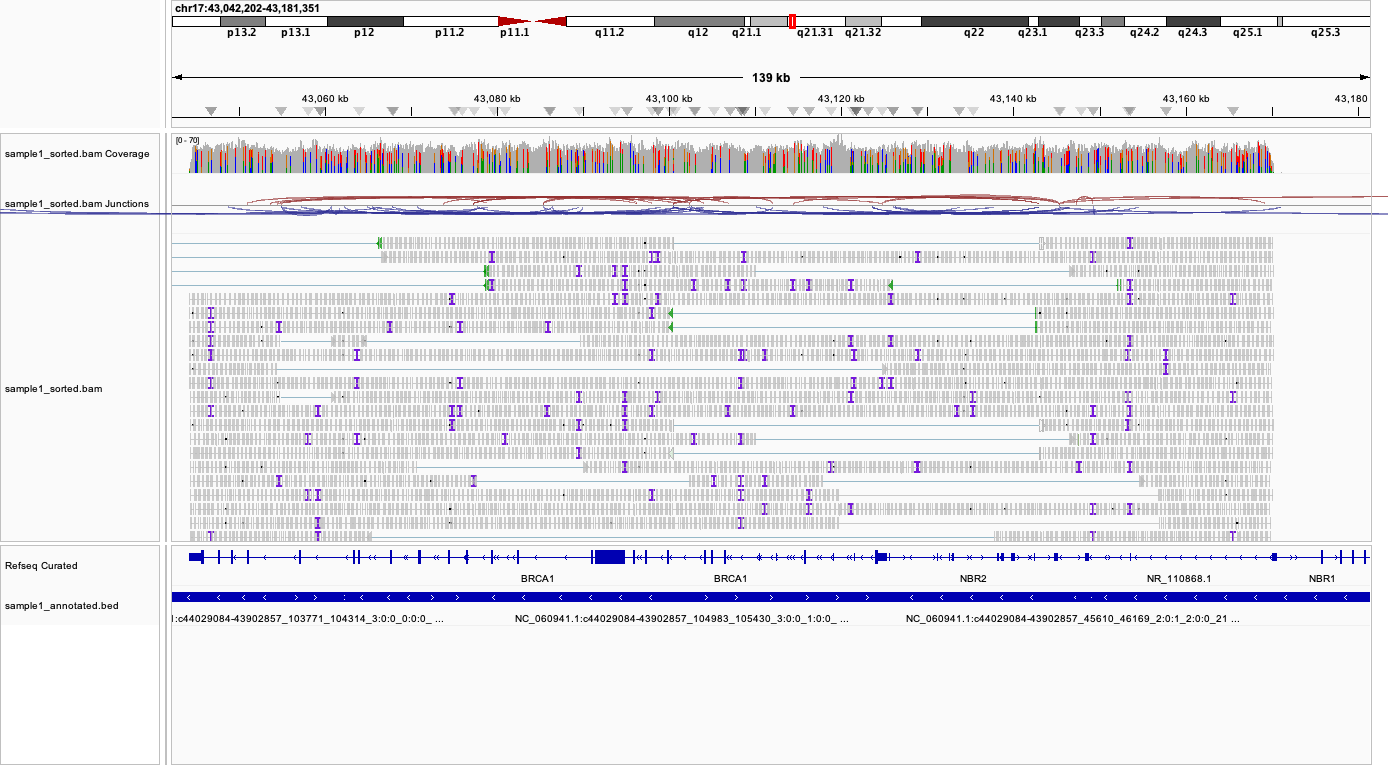 chr17:43,042,202-43,181,351
p13.2 p13.1 p12 p11.2 p11.1 q11.2 q12 q21.1 q21.31 q21.32 q22 q23.1 q23.3 q24.2 q24.3 q25.1 q25.3
139 kb
43,060 kb 43,080 kb 43,100 kb 43,120 kb 43,140 kb 43,160 kb 43,180
[0 - 70]
sample1_sorted.bam Coverage
sample1_sorted.bam Junctions
sample1_sorted.bam
Refseq Curated
BRCA1 BRCA1 NBR2 NR_110868.1 NBR1
sample1_annotated.bed
l:c44029084-43902857_103771_104314_3:0:0_0:0:0_ ... NC_060941.1:c44029084-43902857_104983_105430_3:0:0_1:0:0_ ... NC_060941.1:c44029084-43902857_45610_46169_2:0:1_2:0:0_21 ...